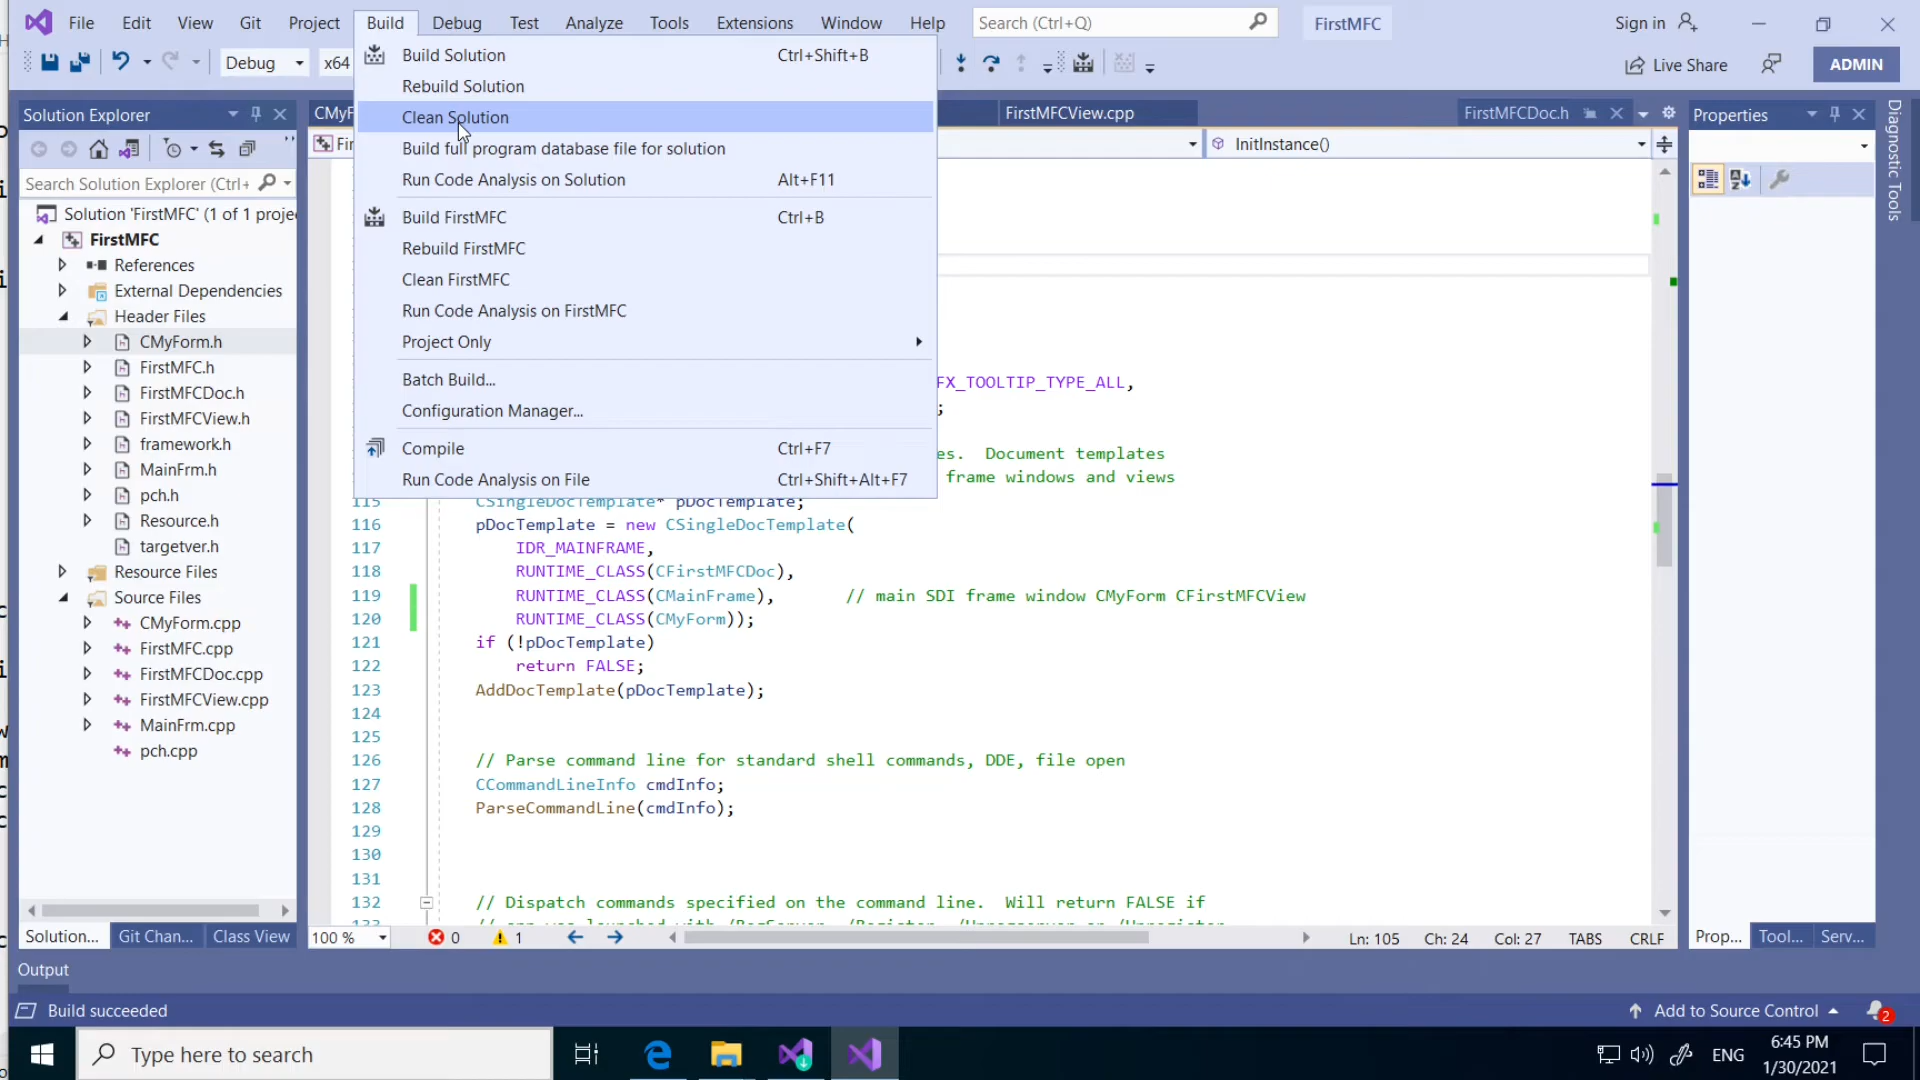 File Edit View Git Project Build Debug Test Analyze Tools Extensions Window Help Search (Ctrl+Q) FirstMFC Sign in
Debug x64 Live Share ADMIN
Build Solution Ctrl+Shift+B
Rebuild Solution
Clean Solution
Build full program database file for solution
Run Code Analysis on Solution Alt+F11
Build FirstMFC Ctrl+B
Rebuild FirstMFC
Clean FirstMFC
Run Code Analysis on FirstMFC
Project Only
Batch Build...
Configuration Manager...
Compile Ctrl+F7
Run Code Analysis on File Ctrl+Shift+Alt+F7
Solution Explorer
Search Solution Explorer (Ctrl+
Solution 'FirstMFC' (1 of 1 proje
FirstMFC
References
External Dependencies
Header Files
CMyForm.h
FirstMFC.h
FirstMFCDoc.h
FirstMFCView.h
framework.h
MainFrm.h
pch.h
Resource.h
targetver.h
Resource Files
Source Files
CMyForm.cpp
FirstMFC.cpp
FirstMFCDoc.cpp
FirstMFCView.cpp
MainFrm.cpp
pch.cpp
Solution... Git Chan... Class View
CMyF FirstMFCView.cpp FirstMFCDoc.h
Fir InitInstance()
FX_TOOLTIP_TYPE_ALL,
;
es.  Document templates
frame windows and views
115 CSingleDocTemplate* pDocTemplate;
116 pDocTemplate = new CSingleDocTemplate(
117 IDR_MAINFRAME,
118 RUNTIME_CLASS(CFirstMFCDoc),
119 RUNTIME_CLASS(CMainFrame), // main SDI frame window CMyForm CFirstMFCView
120 RUNTIME_CLASS(CMyForm));
121 if (!pDocTemplate)
122 return FALSE;
123 AddDocTemplate(pDocTemplate);
124
125
126 // Parse command line for standard shell commands, DDE, file open
127 CCommandLineInfo cmdInfo;
128 ParseCommandLine(cmdInfo);
129
130
131
132 // Dispatch commands specified on the command line.  Will return FALSE if
100 % 0 1 Ln: 105 Ch: 24 Col: 27 TABS CRLF
Properties
Diagnostic Tools
Prop... Tool... Serv...
Output
Build succeeded Add to Source Control 2
Type here to search ENG 6:45 PM
1/30/2021